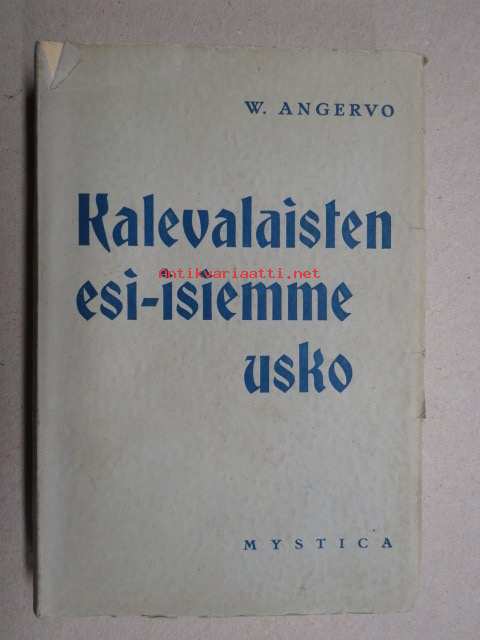 W. ANGERVO
Kalevalaisten
Antikvariaatti.net
esi-isiemme
usko
MYSTICA